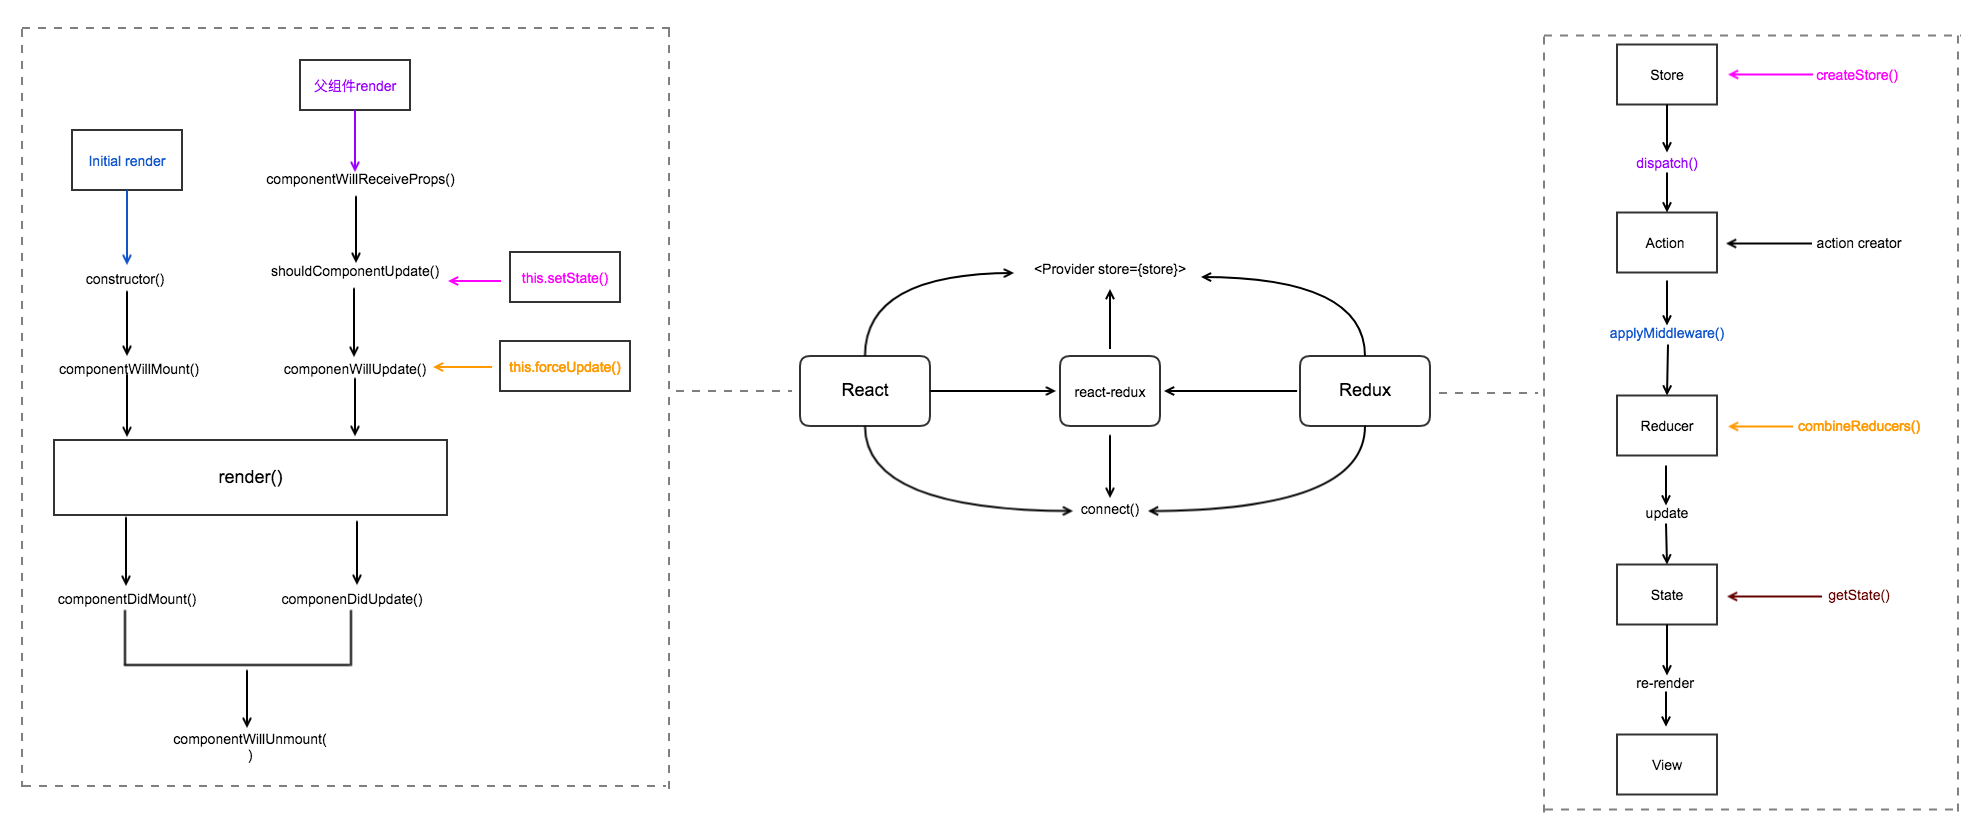 父组件render
Initial render
componentWillReceiveProps()
shouldComponentUpdate()
this.setState()
constructor()
componentWillMount()
componenWillUpdate()
this.forceUpdate()
render()
componentDidMount()
componenDidUpdate()
componentWillUnmount(
)
<Provider store={store}>
React
react-redux
Redux
connect()
Store
createStore()
dispatch()
Action
action creator
applyMiddleware()
Reducer
combineReducers()
update
State
getState()
re-render
View